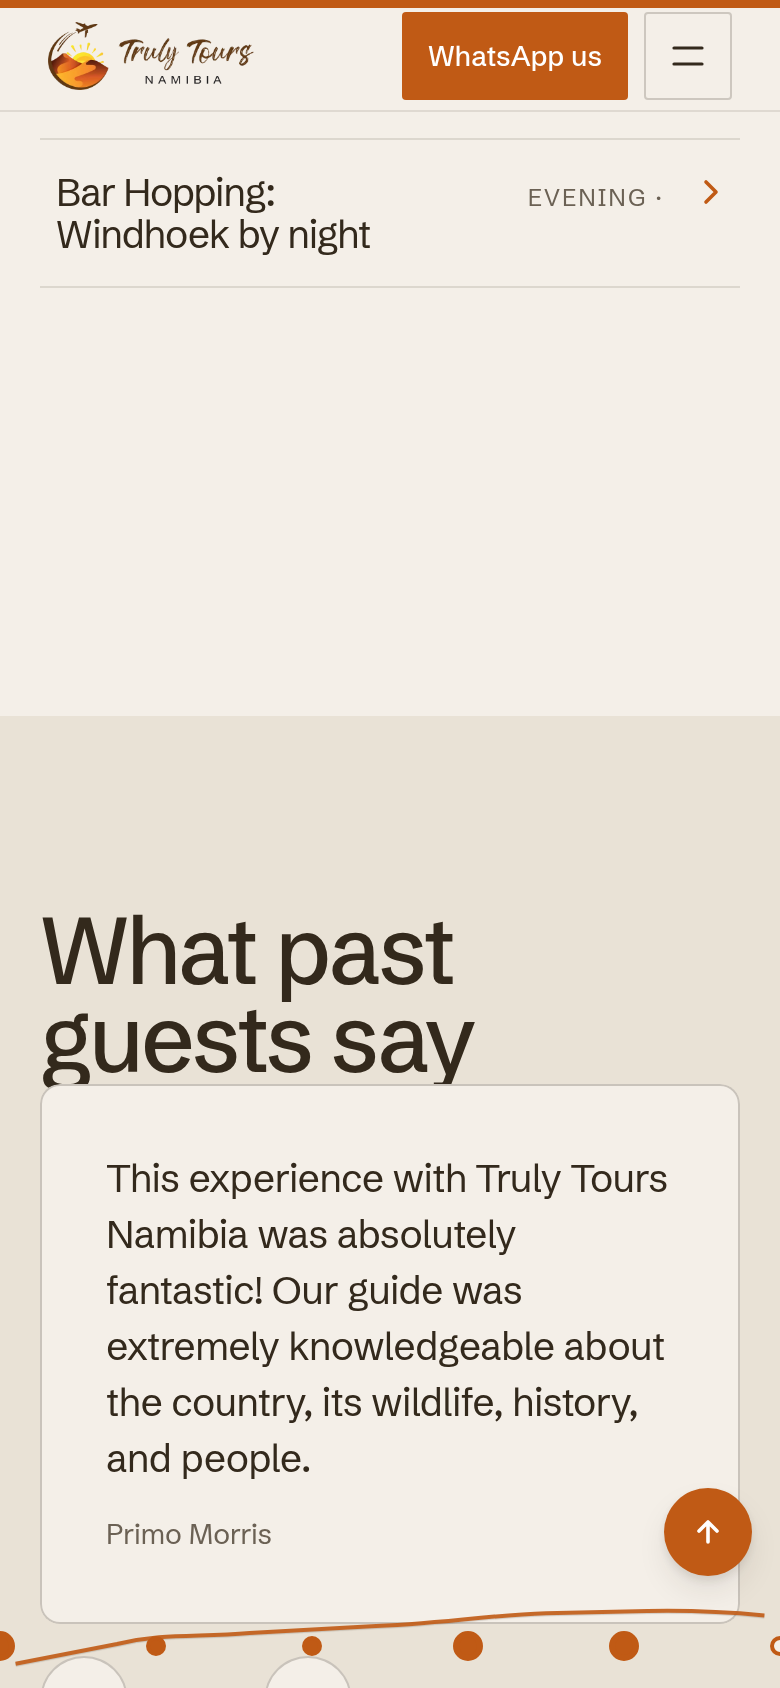 Truly Tours
NAMIBIA
WhatsApp us
Bar Hopping:
Windhoek by night
EVENING ·
What past
guests say
This experience with Truly Tours
Namibia was absolutely
fantastic! Our guide was
extremely knowledgeable about
the country, its wildlife, history,
and people.
Primo Morris